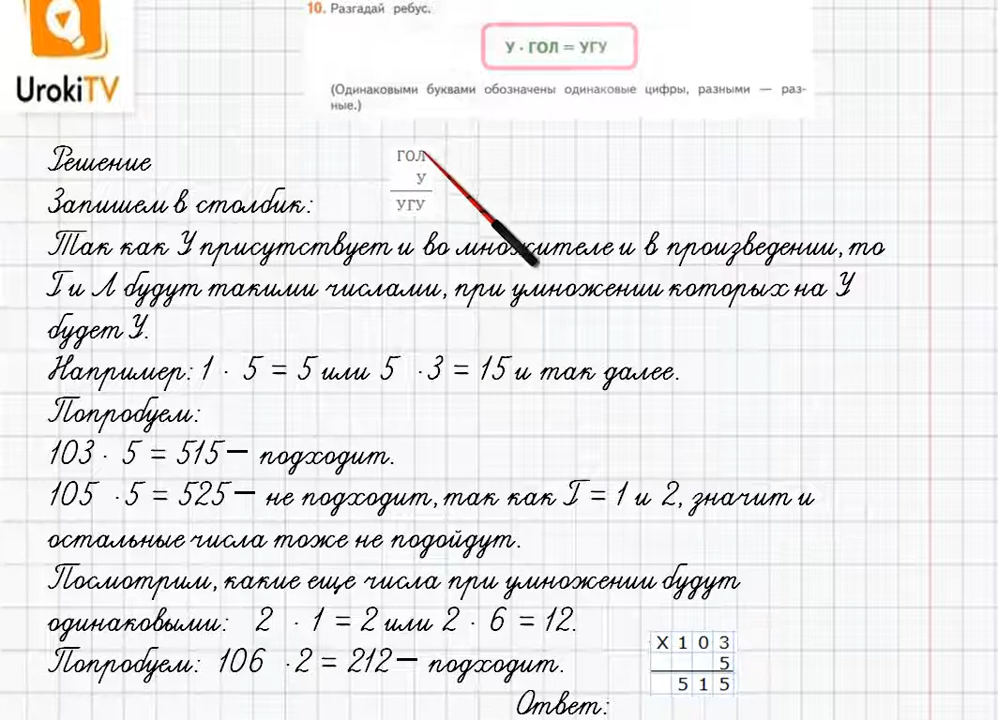 10. Разгадай ребус.
У · ГОЛ = УГУ
UrokiTV
(Одинаковыми буквами обозначены одинаковые цифры, разными — раз-
ные.)
Решение
ГОЛ
У
Запишем в столбик:
УГУ
Так как У присутствует и во множителе и в произведении, то
Г и Л будут такими числами, при умножении которых на У
будет У.
Например: 1 · 5 = 5 или 5 · 3 = 15 и так далее.
Попробуем:
103 · 5 = 515 – подходит.
105 · 5 = 525 – не подходит, так как Г = 1 и 2, значит и
остальные числа тоже не подойдут.
Посмотрим, какие еще числа при умножении будут
одинаковыми: 2 · 1 = 2 или 2 · 6 = 12.
Попробуем: 106 · 2 = 212 – подходит.
X 1 0 3
5
5 1 5
Ответ: